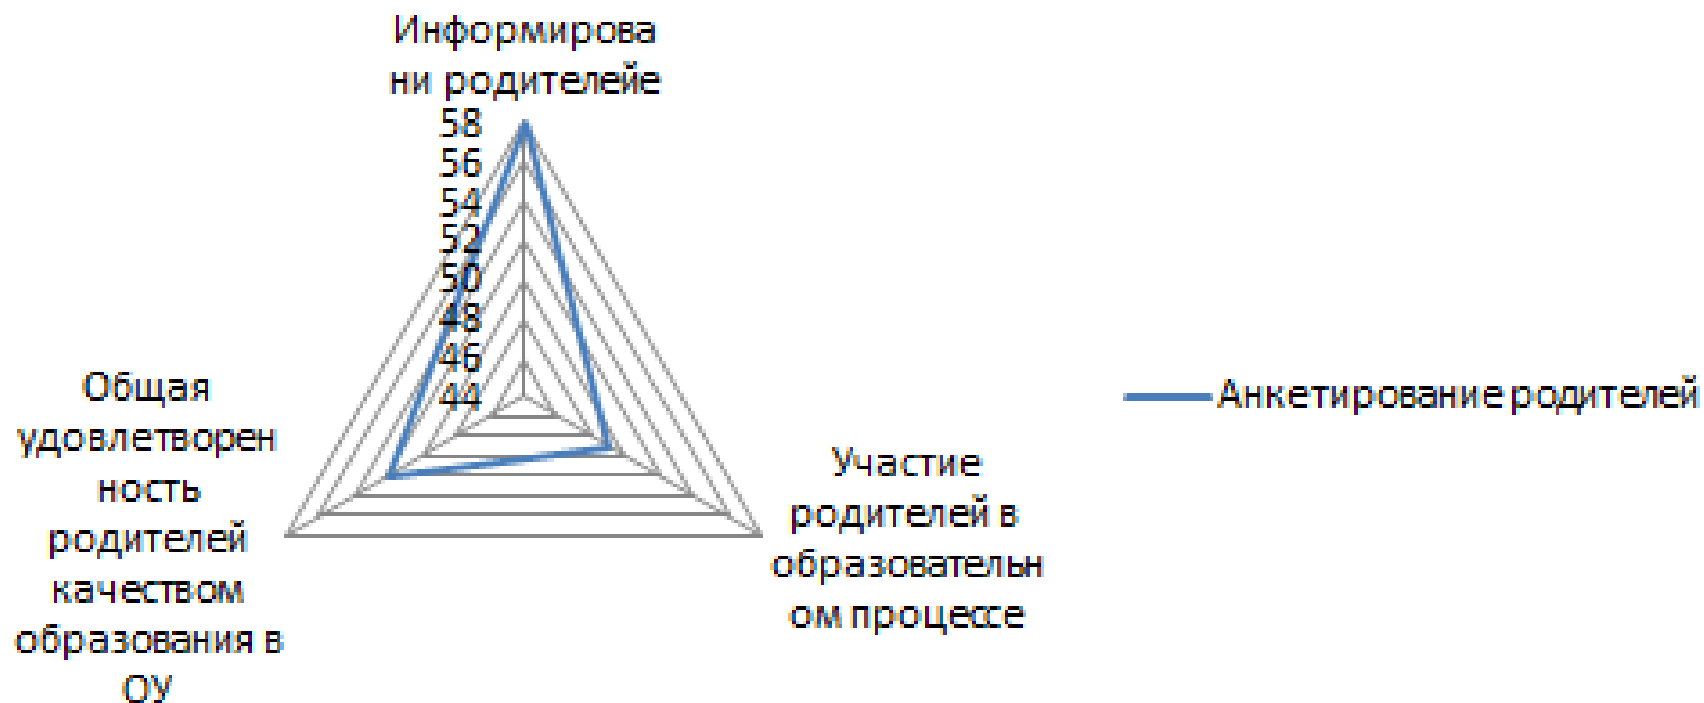 Информирова
ни родителейе
58
56
54
52
50
48
46
44
Общая
удовлетворен
ность
родителей
качеством
образования в
ОУ
Участие
родителей в
образовательн
ом процессе
Анкетирование родителей